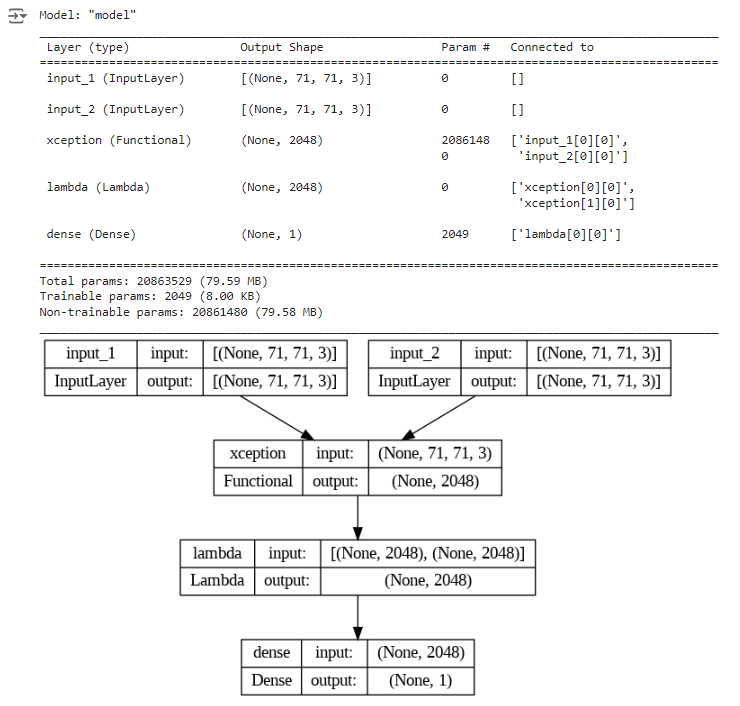 Model: "model"
Layer (type) Output Shape Param # Connected to
input_1 (InputLayer) [(None, 71, 71, 3)] 0 []
input_2 (InputLayer) [(None, 71, 71, 3)] 0 []
xception (Functional) (None, 2048) 2086148 ['input_1[0][0]',
0 'input_2[0][0]']
lambda (Lambda) (None, 2048) 0 ['xception[0][0]',
'xception[1][0]']
dense (Dense) (None, 1) 2049 ['lambda[0][0]']
Total params: 20863529 (79.59 MB)
Trainable params: 2049 (8.00 KB)
Non-trainable params: 20861480 (79.58 MB)
input_1 input: [(None, 71, 71, 3)]
InputLayer output: [(None, 71, 71, 3)]
input_2 input: [(None, 71, 71, 3)]
InputLayer output: [(None, 71, 71, 3)]
xception input: (None, 71, 71, 3)
Functional output: (None, 2048)
lambda input: [(None, 2048), (None, 2048)]
Lambda output: (None, 2048)
dense input: (None, 2048)
Dense output: (None, 1)